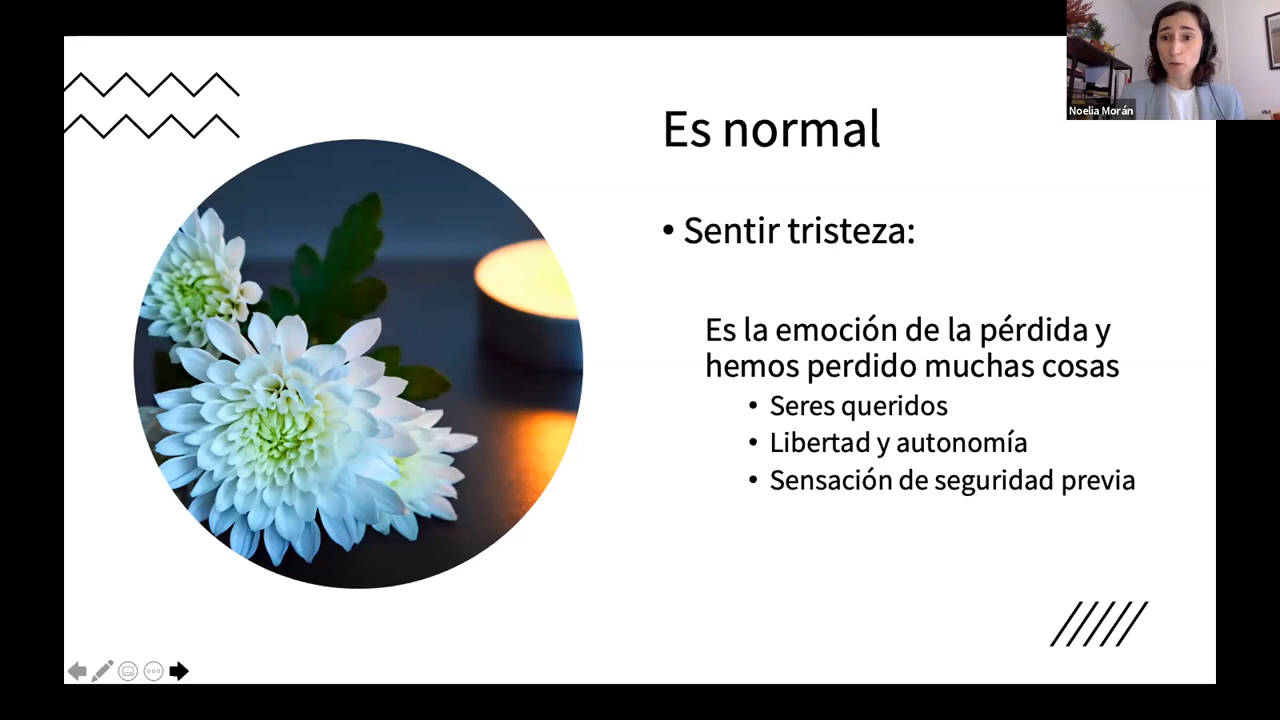 Noelia Morán
Es normal
• Sentir tristeza:
Es la emoción de la pérdida y
hemos perdido muchas cosas
• Seres queridos
• Libertad y autonomía
• Sensación de seguridad previa